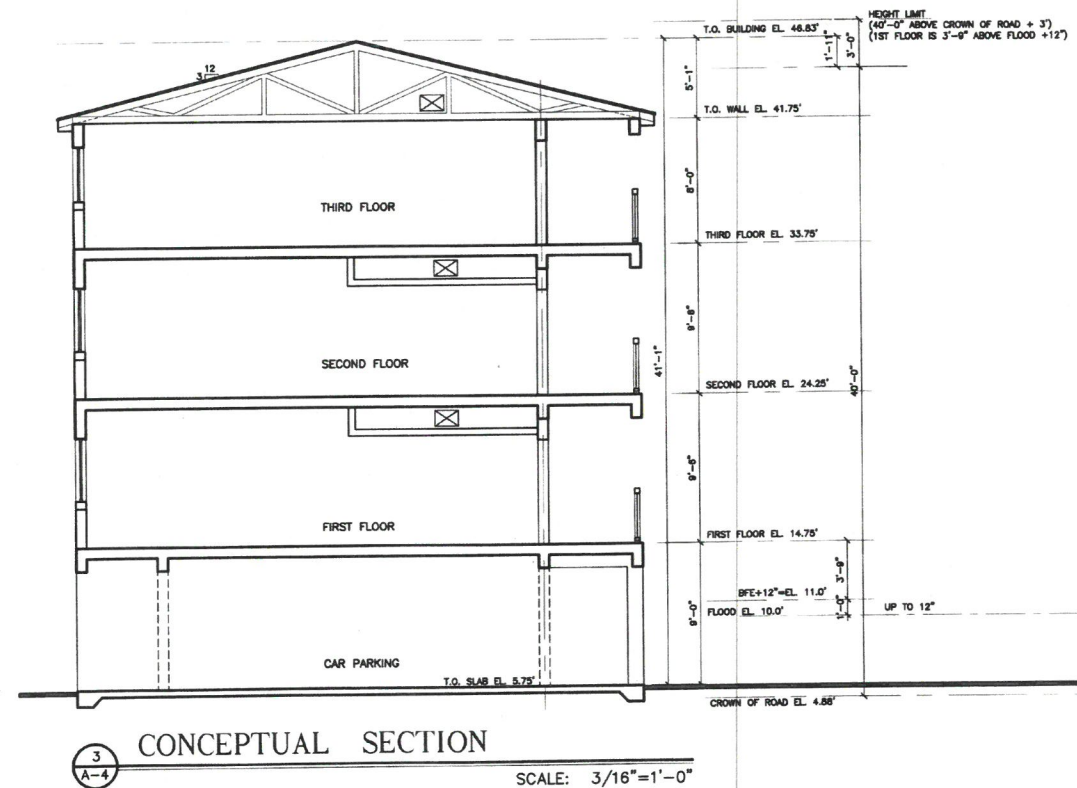 HEIGHT LIMIT
(40'-0" ABOVE CROWN OF ROAD + 3')
(1ST FLOOR IS 3'-9" ABOVE FLOOD +12")
T.O. BUILDING EL. 46.83'
1'-11"
3'-0"
12
3
5'-1"
T.O. WALL EL. 41.75'
8'-0"
THIRD FLOOR
THIRD FLOOR EL. 33.75'
9'-6"
41'-1"
SECOND FLOOR
SECOND FLOOR EL. 24.25'
40'-0"
9'-6"
FIRST FLOOR
FIRST FLOOR EL. 14.75'
3'-9"
BFE+12"=EL. 11.0'
FLOOD EL. 10.0'
1'-0"
UP TO 12"
9'-0"
CAR PARKING
T.O. SLAB EL. 5.75'
CROWN OF ROAD EL. 4.88'
3
A-4
CONCEPTUAL SECTION
SCALE: 3/16"=1'-0"